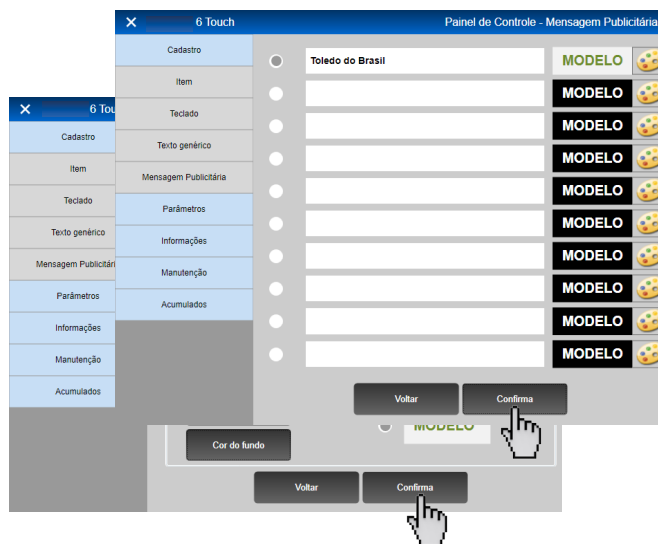 6 Touch
Painel de Controle - Mensagem Publicitária
Cadastro
Item
Teclado
Texto genérico
Mensagem Publicitária
Parâmetros
Informações
Manutenção
Acumulados
Toledo do Brasil
MODELO
MODELO
MODELO
MODELO
MODELO
MODELO
MODELO
MODELO
MODELO
MODELO
Voltar
Confirma
6 Tou
Cadastro
Item
Teclado
Texto genérico
Mensagem Publicitári
Parâmetros
Informações
Manutenção
Acumulados
MODELO
Cor do fundo
Voltar
Confirma